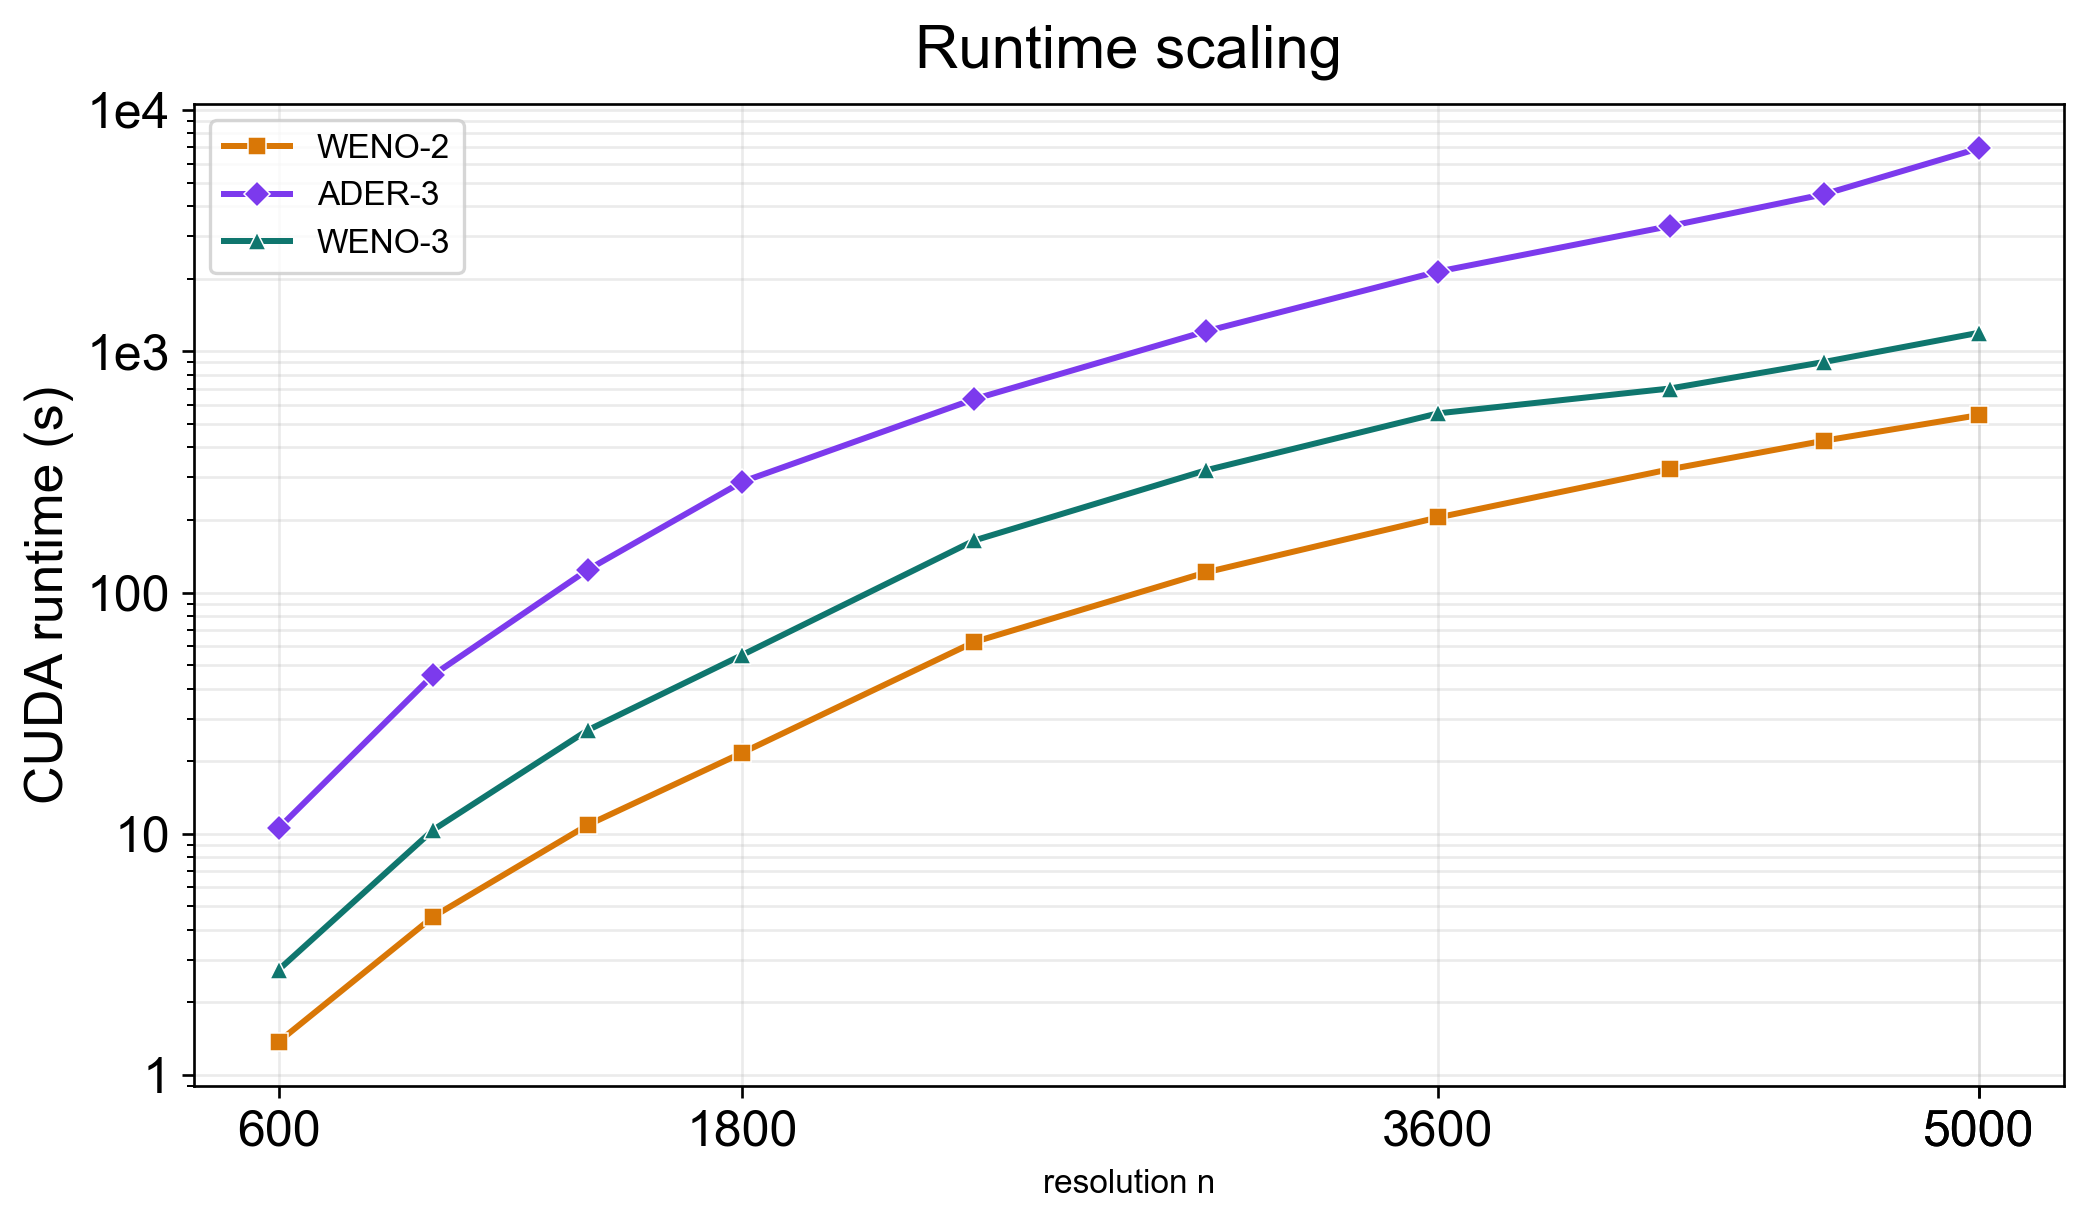 Runtime scaling
1e4
1e3
100
10
1
CUDA runtime (s)
WENO-2
ADER-3
WENO-3
600 1800 3600 5000
resolution n